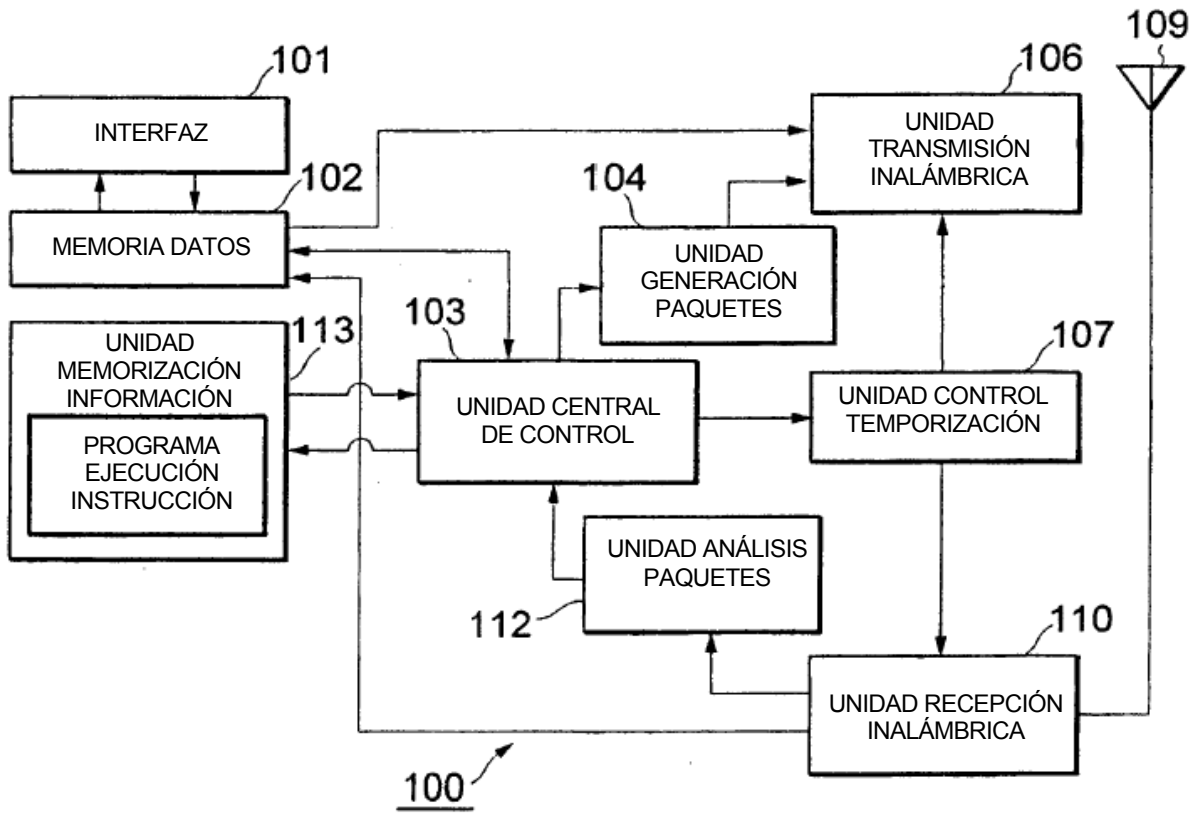 101
INTERFAZ
102
MEMORIA DATOS
113
UNIDAD
MEMORIZACIÓN
INFORMACIÓN
PROGRAMA
EJECUCIÓN
INSTRUCCIÓN
103
UNIDAD CENTRAL
DE CONTROL
104
UNIDAD
GENERACIÓN
PAQUETES
106
UNIDAD
TRANSMISIÓN
INALÁMBRICA
109
107
UNIDAD CONTROL
TEMPORIZACIÓN
UNIDAD ANÁLISIS
PAQUETES
112
110
UNIDAD RECEPCIÓN
INALÁMBRICA
100